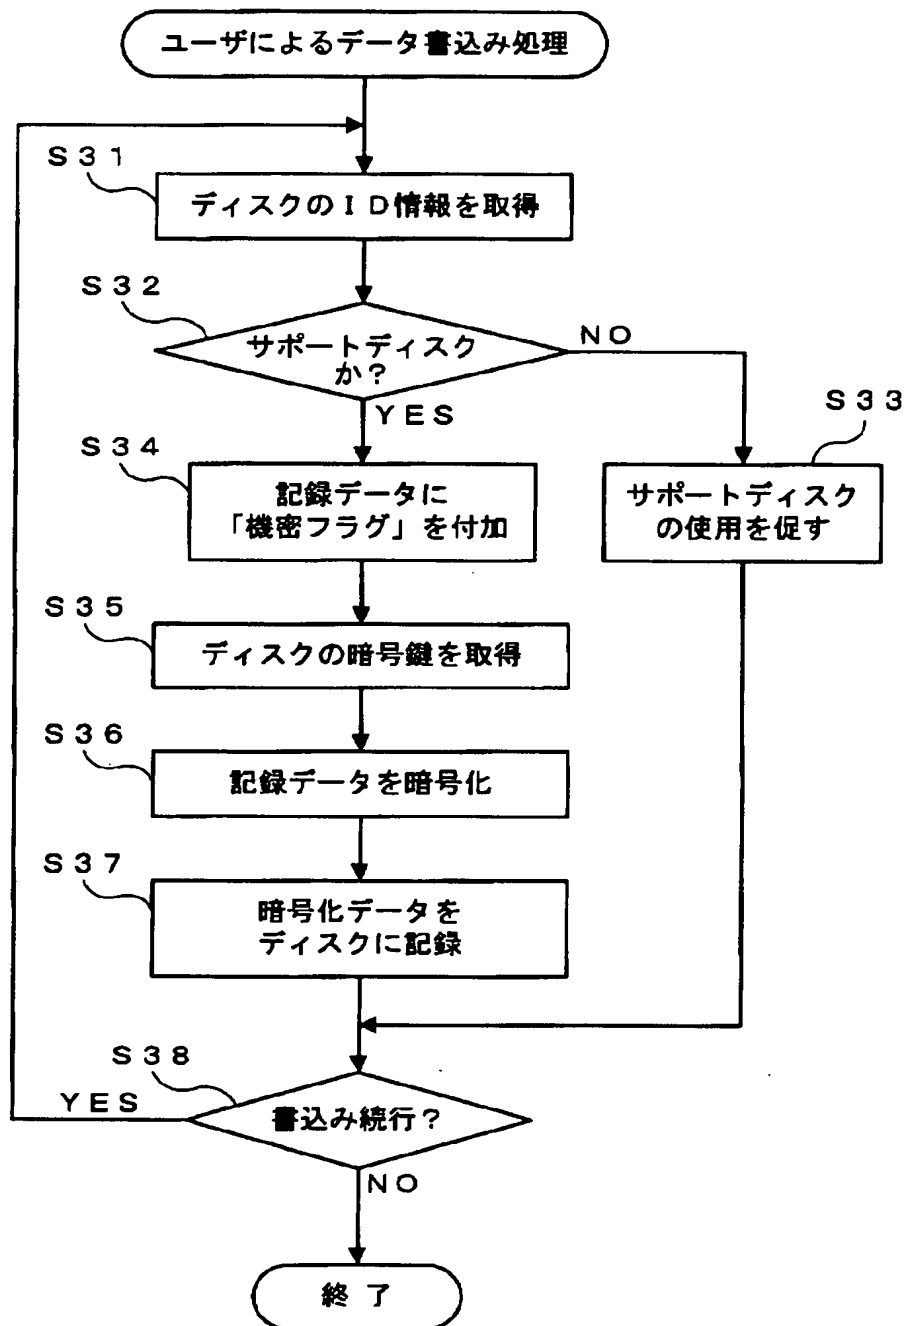 ユーザによるデータ書込み処理
S31
ディスクのID情報を取得
S32
サポートディスク
か?
NO
YES
S33
サポートディスク
の使用を促す
S34
記録データに
「機密フラグ」を付加
S35
ディスクの暗号鍵を取得
S36
記録データを暗号化
S37
暗号化データを
ディスクに記録
S38
YES
書込み続行?
NO
終了